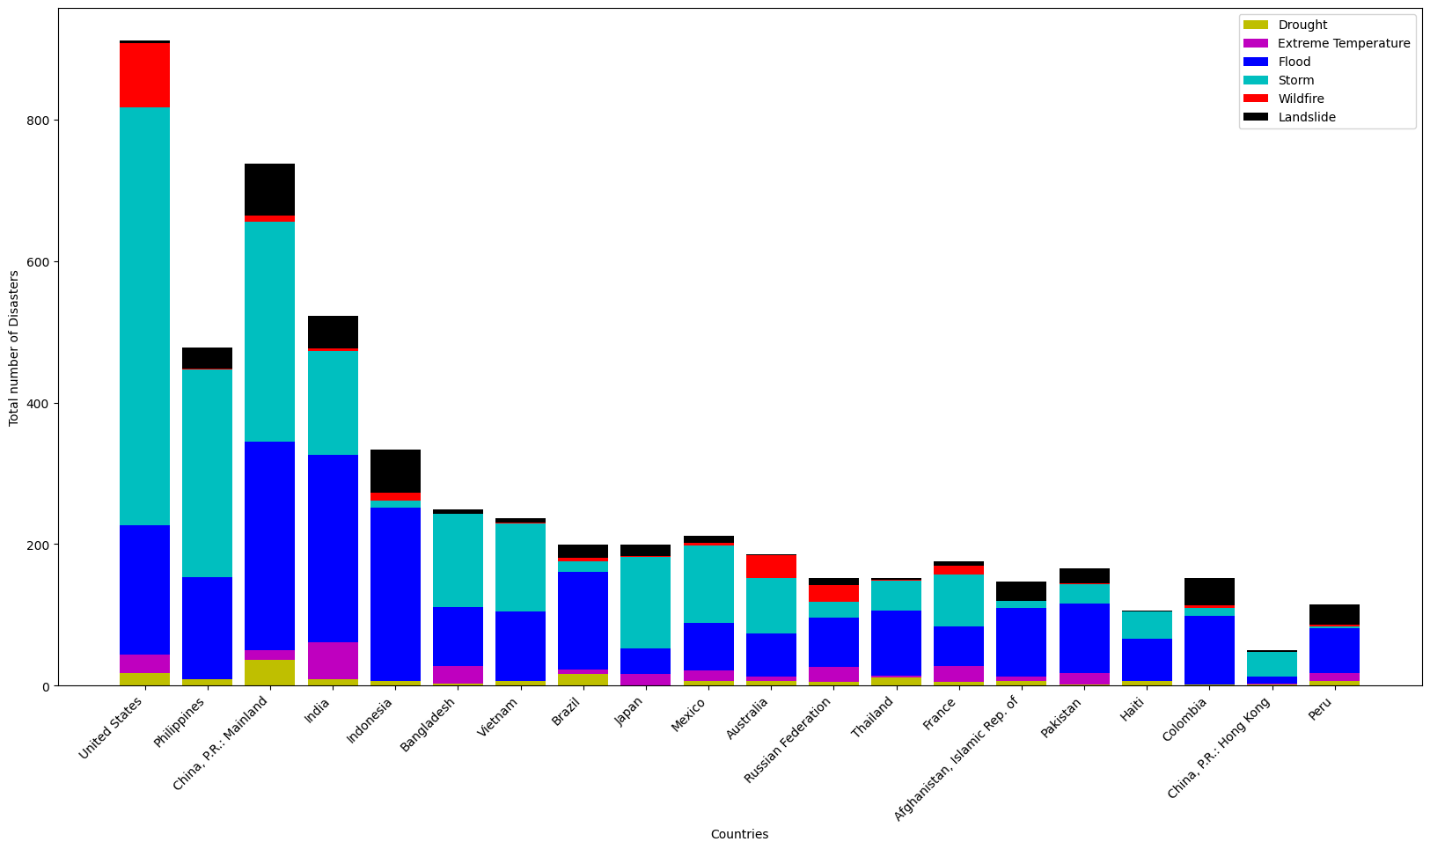 Drought
Extreme Temperature
Flood
Storm
Wildfire
Landslide
Total number of Disasters
800
600
400
200
0
United States
Philippines
China, P.R.: Mainland
India
Indonesia
Bangladesh
Vietnam
Brazil
Japan
Mexico
Australia
Russian Federation
Thailand
France
Afghanistan, Islamic Rep. of
Pakistan
Haiti
Colombia
China, P.R.: Hong Kong
Peru
Countries